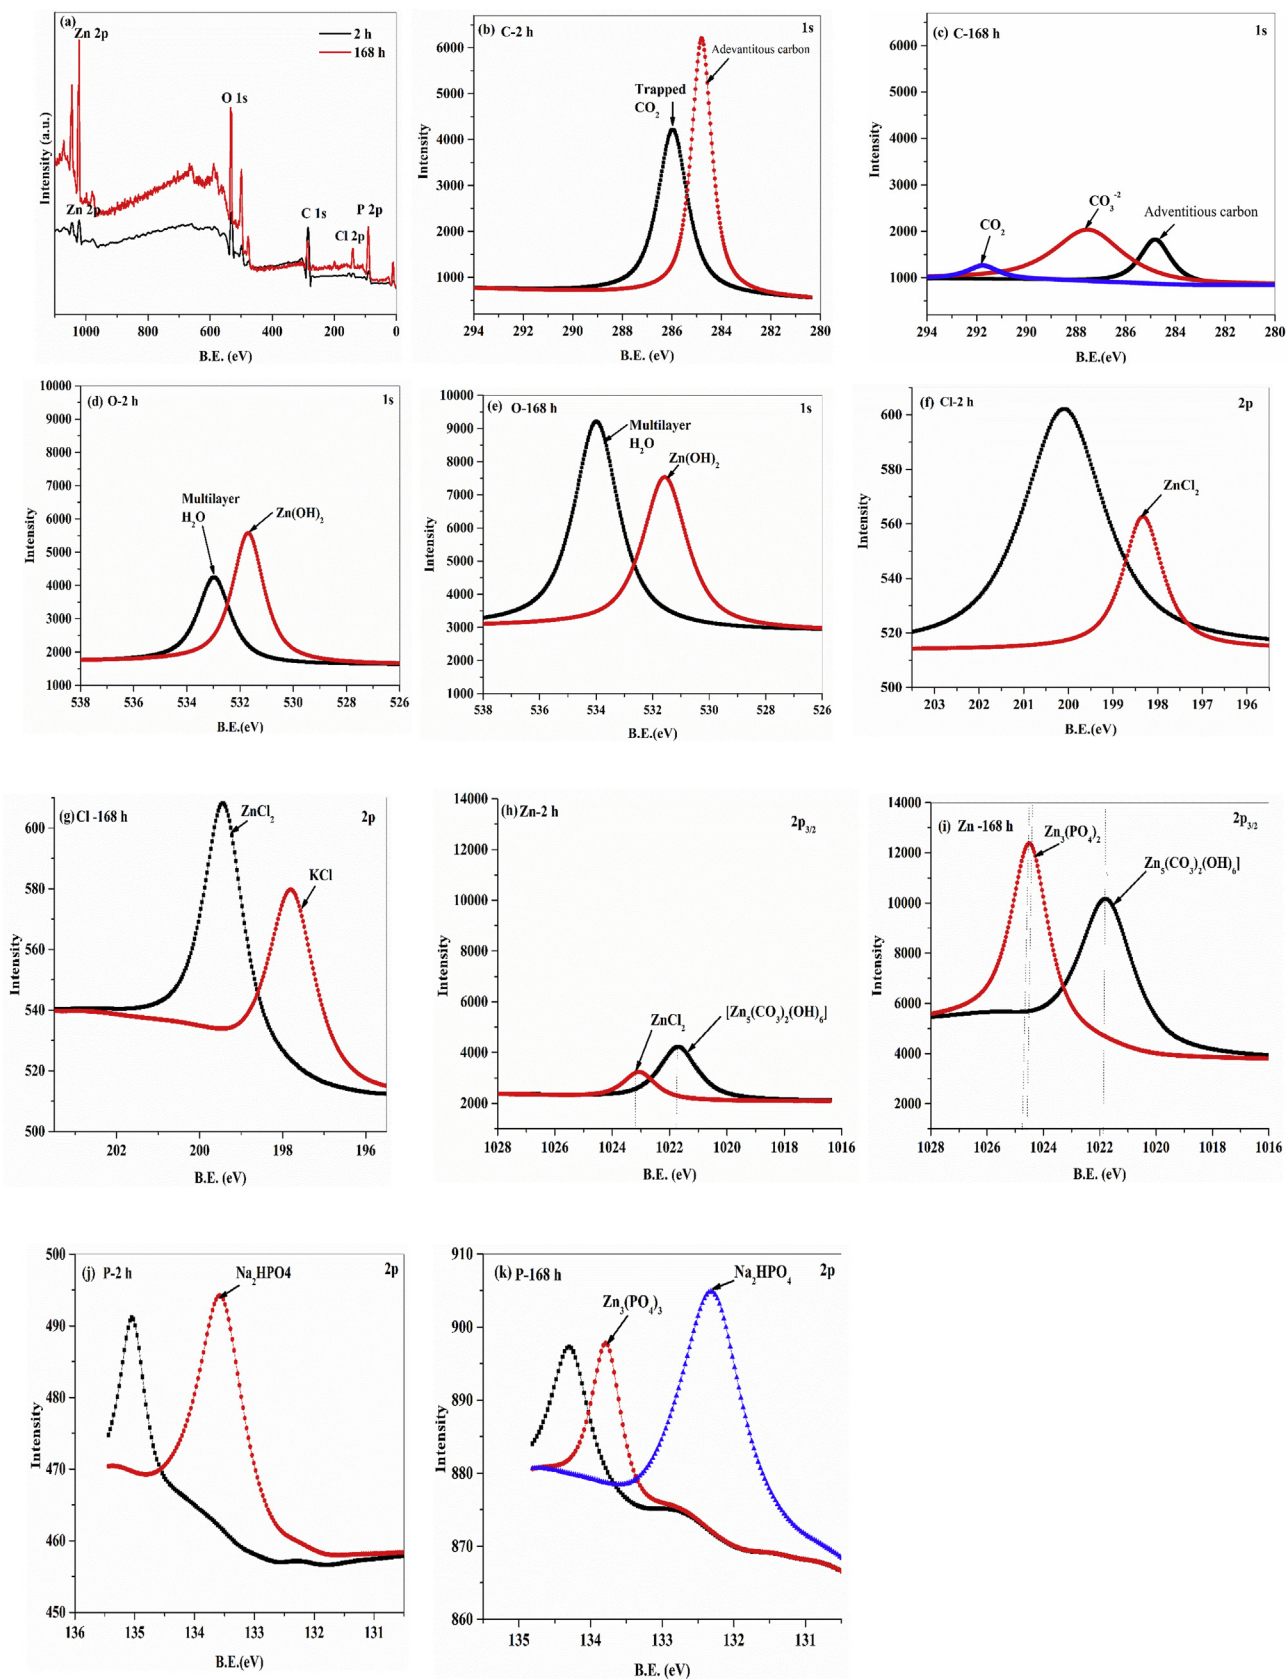 (a)
Zn 2p
2 h
168 h
O 1s
Zn 2p
C 1s
P 2p
Cl 2p
Intensity (a.u.)
1000 800 600 400 200 0
B.E. (eV)
(b) C-2 h
1s
Adevantitous carbon
Trapped
CO2
Intensity
6000
5000
4000
3000
2000
1000
294 292 290 288 286 284 282 280
B.E. (eV)
(c) C-168 h
1s
CO2
CO3-2
Adventitious carbon
Intensity
6000
5000
4000
3000
2000
1000
294 292 290 288 286 284 282 280
B.E.(eV)
(d) O-2 h
1s
Multilayer
H2O
Zn(OH)2
Intensity
10000
9000
8000
7000
6000
5000
4000
3000
2000
1000
538 536 534 532 530 528 526
B.E.(eV)
(e) O-168 h
1s
Multilayer
H2O
Zn(OH)2
Intensity
10000
9000
8000
7000
6000
5000
4000
3000
2000
1000
538 536 534 532 530 528 526
B.E.(eV)
(f) Cl-2 h
2p
ZnCl2
Intensity
600
580
560
540
520
500
203 202 201 200 199 198 197 196
B.E.(eV)
(g) Cl -168 h
2p
ZnCl2
KCl
Intensity
600
580
560
540
520
500
202 200 198 196
B.E. (eV)
(h) Zn-2 h
2p3/2
ZnCl2
[Zn5(CO3)2(OH)6]
Intensity
14000
12000
10000
8000
6000
4000
2000
1028 1026 1024 1022 1020 1018 1016
B.E. (eV)
(i) Zn -168 h
2p3/2
Zn3(PO4)2
Zn5(CO3)2(OH)6]
Intensity
14000
12000
10000
8000
6000
4000
2000
1028 1026 1024 1022 1020 1018 1016
B.E. (eV)
(j) P-2 h
2p
Na2HPO4
Intensity
500
490
480
470
460
450
136 135 134 133 132 131
B.E.(eV)
(k) P-168 h
2p
Na2HPO4
Zn3(PO4)3
Intensity
910
900
890
880
870
860
135 134 133 132 131
B.E. (eV)